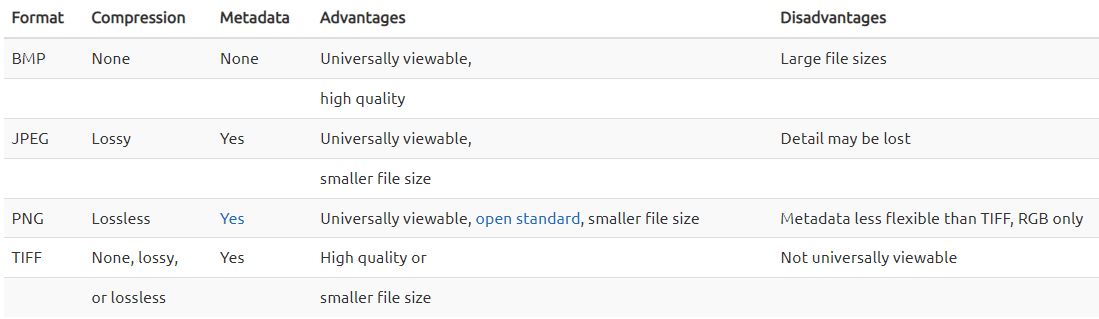 Format Compression Metadata Advantages Disadvantages
BMP None None Universally viewable, Large file sizes
high quality
JPEG Lossy Yes Universally viewable, Detail may be lost
smaller file size
PNG Lossless Yes Universally viewable, open standard, smaller file size Metadata less flexible than TIFF, RGB only
TIFF None, lossy, Yes High quality or Not universally viewable
or lossless smaller file size